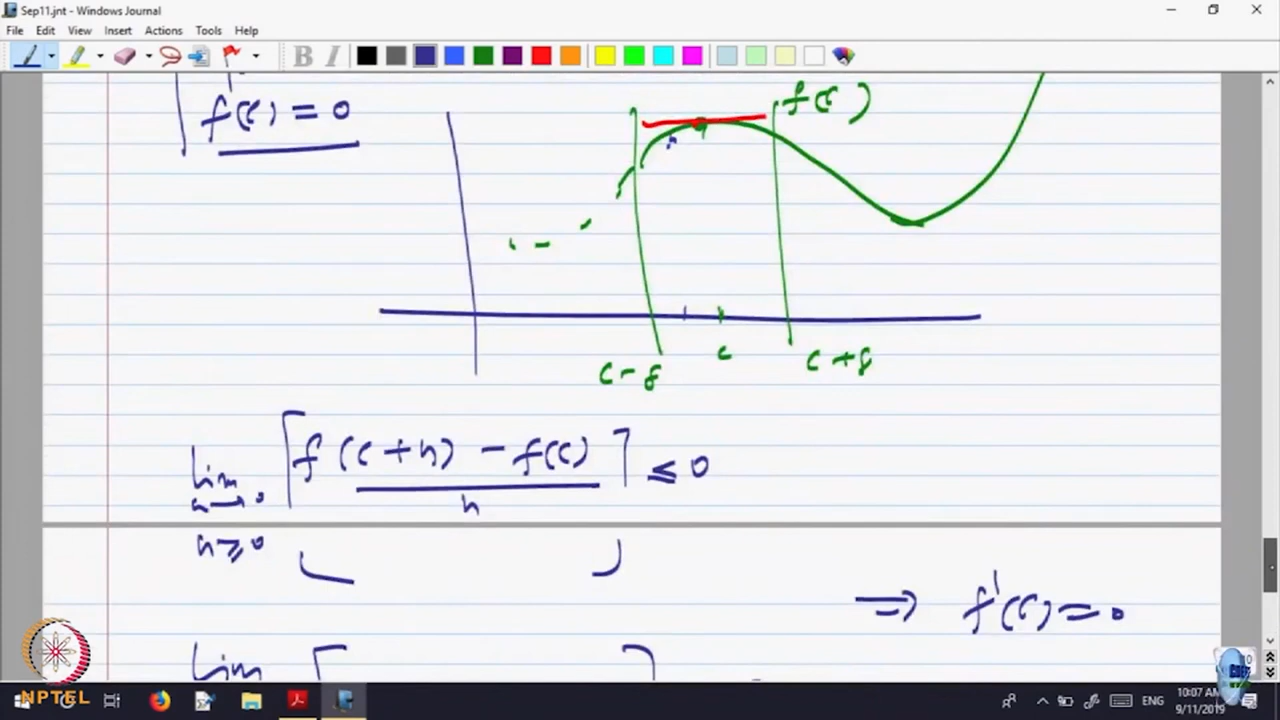 Sep11.jnt - Windows Journal
File Edit View Insert Actions Tools Help
B I
f'(c) = 0
f(c)
c-δ c c+δ
lim [f(c+h) - f(c)] ≤ 0
h→0 h
h≥0
⇒ f'(c) = 0
lim [ ]
NPTEL
ENG
10:07 AM
9/11/2019